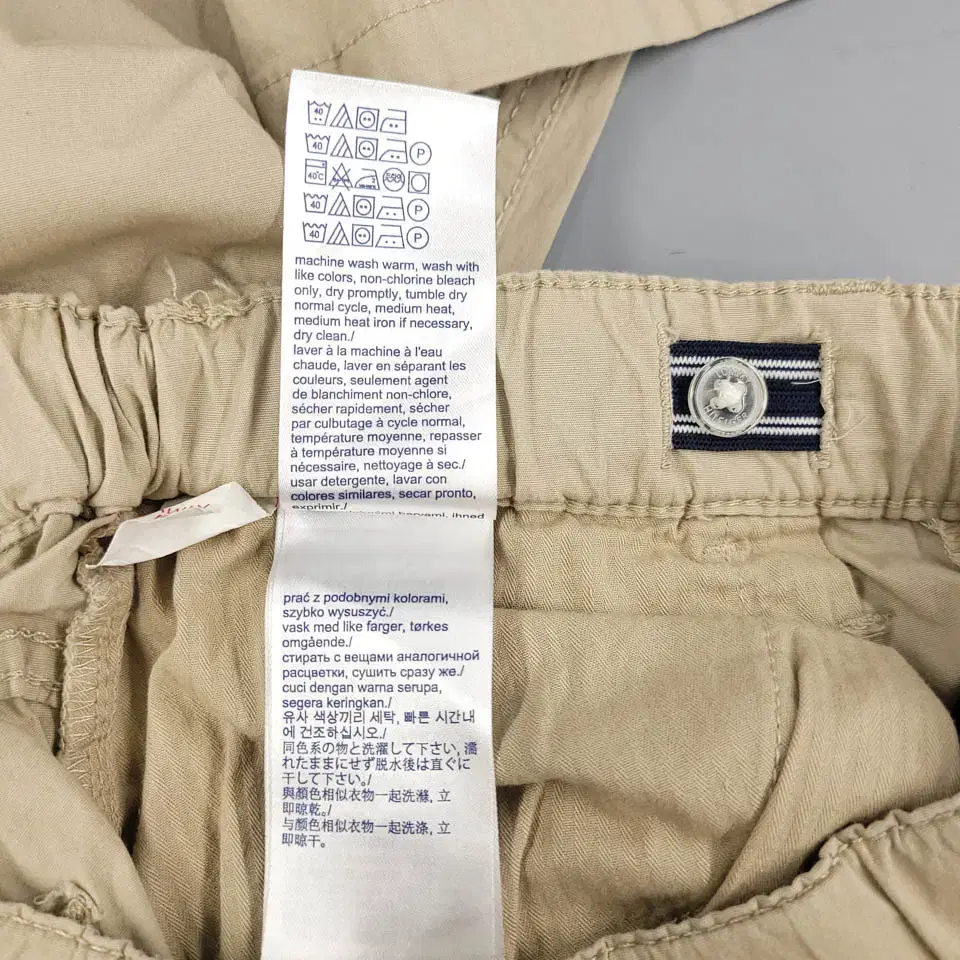 40
40 P
40°C
40 P
40 P
machine wash warm, wash with
like colors, non-chlorine bleach
only, dry promptly, tumble dry
normal cycle, medium heat,
medium heat iron if necessary,
dry clean./
laver à la machine à l'eau
chaude, laver en séparant les
couleurs, seulement agent
de blanchiment non-chlore,
sécher rapidement, sécher
par culbutage à cycle normal,
température moyenne, repasser
à température moyenne si
nécessaire, nettoyage à sec./
usar detergente, lavar con
colores similares, secar pronto,
exprimir./
prać z podobnymi kolorami,
szybko wysuszyć./
vask med like farger, tørkes
omgående./
стирать с вещами аналогичной
расцветки, сушить сразу же./
cuci dengan warna serupa,
segera keringkan./
유사 색상끼리 세탁, 빠른 시간내
에 건조하십시오./
同色系の物と洗濯して下さい, 濡
れたままにせず脱水後は直ぐに
干して下さい。/
與顏色相似衣物一起洗滌, 立
即晾乾。/
与颜色相似衣物一起洗涤, 立
即晾干。
TOMMY
HILFIGER